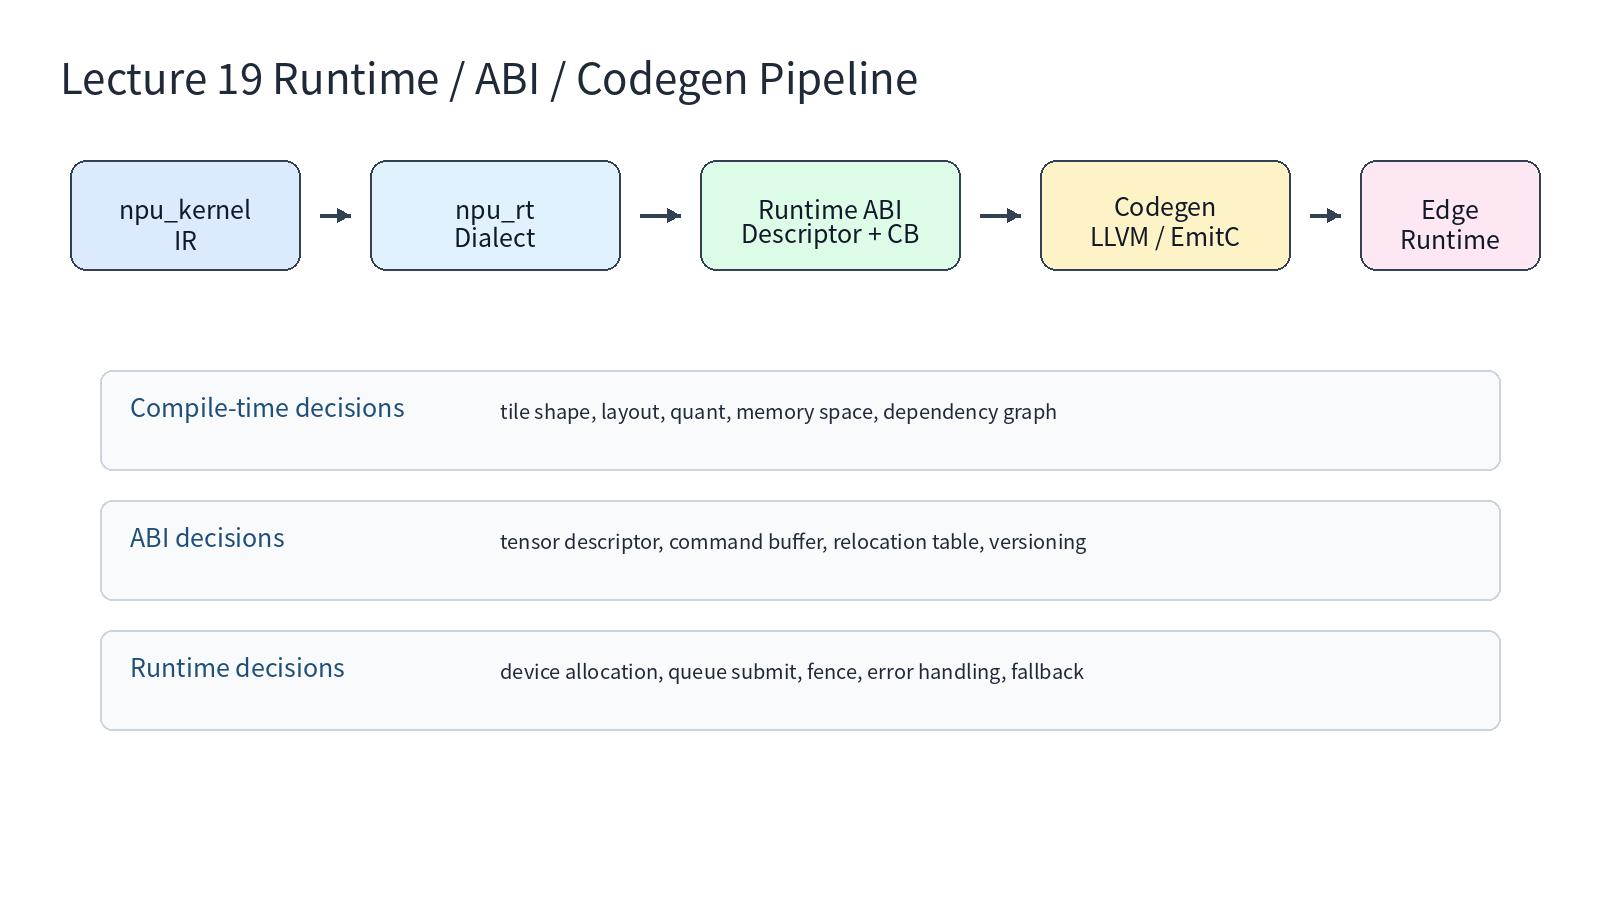 Lecture 19 Runtime / ABI / Codegen Pipeline
npu_kernel
IR
npu_rt
Dialect
Runtime ABI
Descriptor + CB
Codegen
LLVM / EmitC
Edge
Runtime
Compile-time decisions
tile shape, layout, quant, memory space, dependency graph
ABI decisions
tensor descriptor, command buffer, relocation table, versioning
Runtime decisions
device allocation, queue submit, fence, error handling, fallback